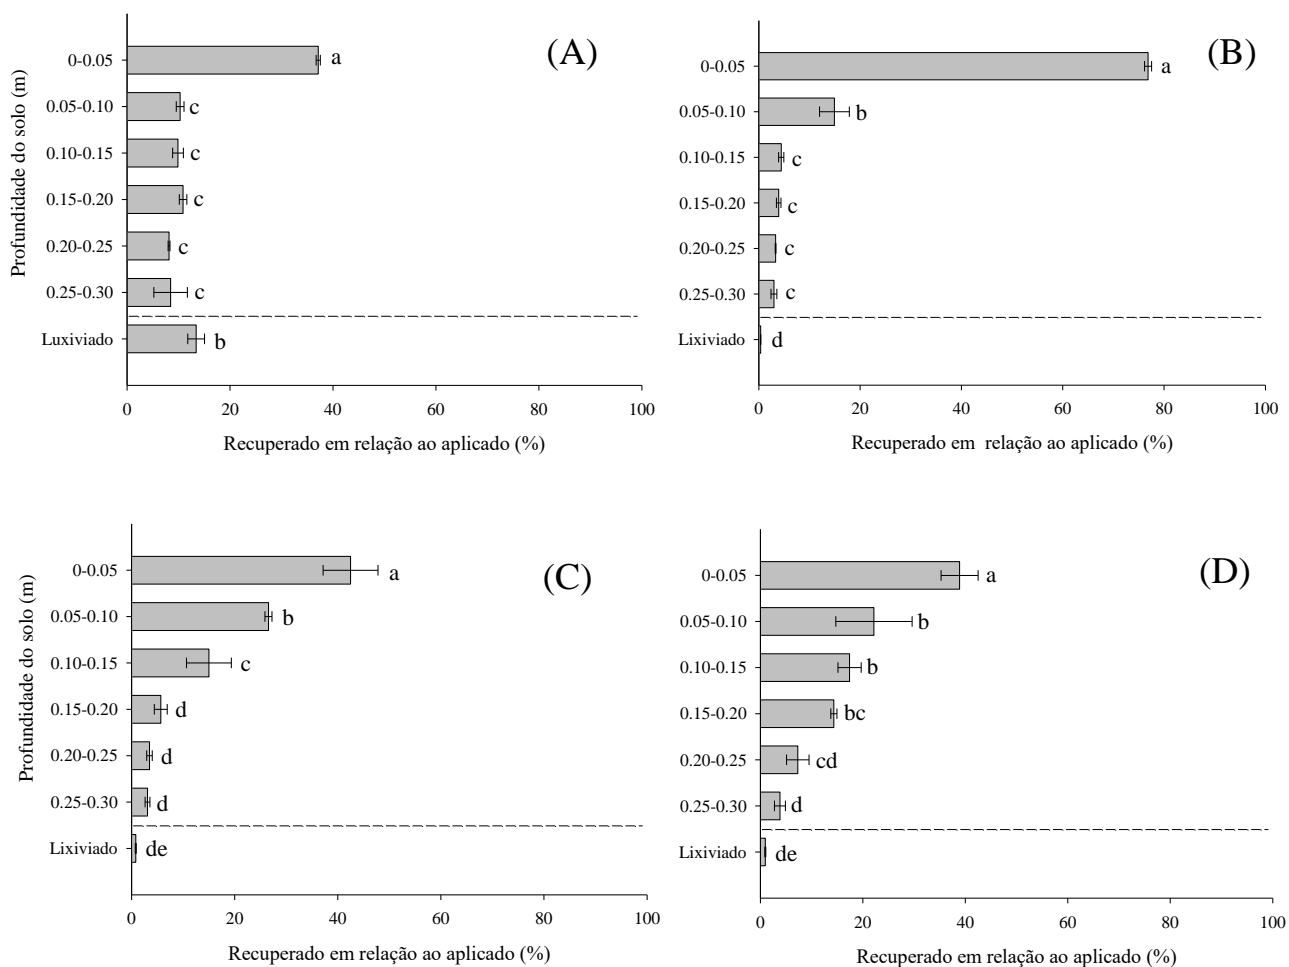 (A)
Profundidade do solo (m)
0-0.05 a
0.05-0.10 c
0.10-0.15 c
0.15-0.20 c
0.20-0.25 c
0.25-0.30 c
Luxiviado b
0 20 40 60 80 100
Recuperado em relação ao aplicado (%)
(B)
0-0.05 a
0.05-0.10 b
0.10-0.15 c
0.15-0.20 c
0.20-0.25 c
0.25-0.30 c
Lixiviado d
0 20 40 60 80 100
Recuperado em relação ao aplicado (%)
(C)
Profundidade do solo (m)
0-0.05 a
0.05-0.10 b
0.10-0.15 c
0.15-0.20 d
0.20-0.25 d
0.25-0.30 d
Lixiviado de
0 20 40 60 80 100
Recuperado em relação ao aplicado (%)
(D)
0-0.05 a
0.05-0.10 b
0.10-0.15 b
0.15-0.20 bc
0.20-0.25 cd
0.25-0.30 d
Lixiviado de
0 20 40 60 80 100
Recuperado em relação ao aplicado (%)